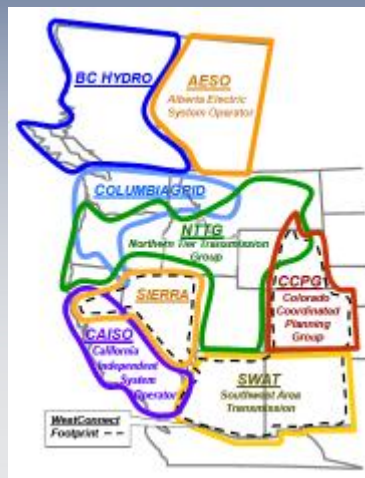 BC HYDRO
AESO
Alberta Electric
System Operator
COLUMBIAGRID
NTTG
Northern Tier Transmission
Group
SIERRA
CCPG
Colorado
Coordinated
Planning
Group
CAISO
California
Independent
System
Operator
SWAT
Southwest Area
Transmission
WestConnect
Footprint